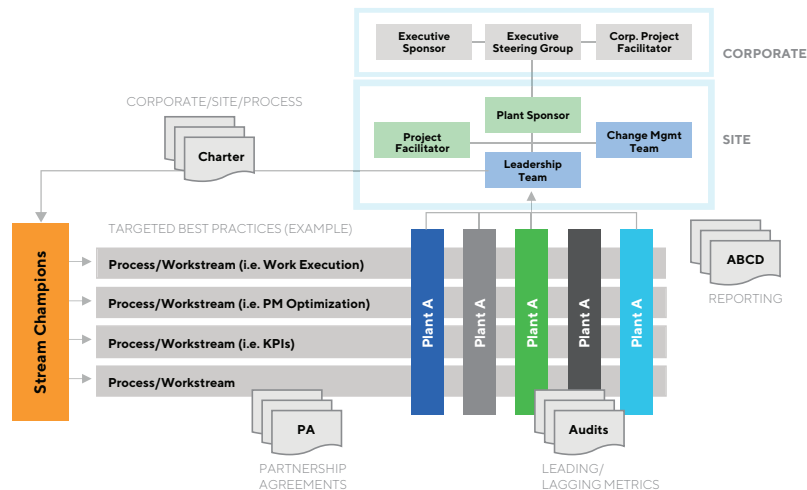 Executive
Sponsor
Executive
Steering Group
Corp. Project
Facilitator
CORPORATE
CORPORATE/SITE/PROCESS
Charter
Plant Sponsor
Project
Facilitator
Change Mgmt
Team
Leadership
Team
SITE
Stream Champions
TARGETED BEST PRACTICES (EXAMPLE)
Process/Workstream (i.e. Work Execution)
Process/Workstream (i.e. PM Optimization)
Process/Workstream (i.e. KPIs)
Process/Workstream
Plant A
Plant A
Plant A
Plant A
Plant A
ABCD
REPORTING
PA
PARTNERSHIP
AGREEMENTS
Audits
LEADING/
LAGGING METRICS